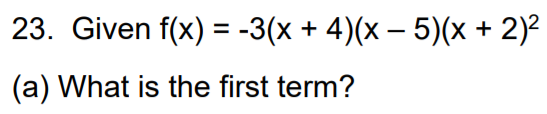 23. Given f(x) = -3(x + 4)(x – 5)(x + 2)²
(a) What is the first term?